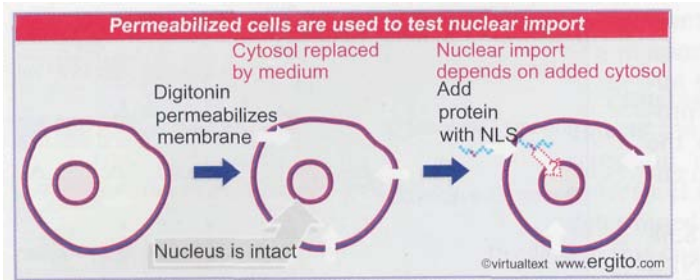 Permeabilized cells are used to test nuclear import
Cytosol replaced
by medium
Nuclear import
depends on added cytosol
Digitonin
permeabilizes
membrane
Add
protein
with NLS
Nucleus is intact
©virtualtext www.ergito.com